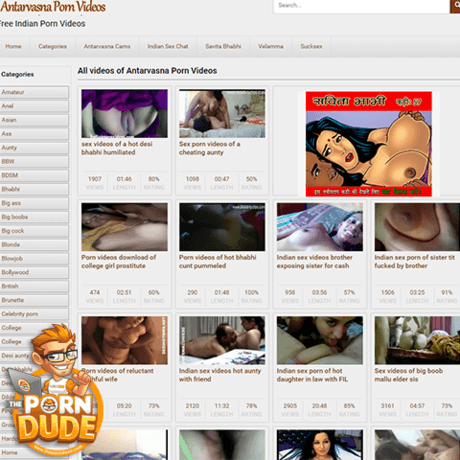 Antarvasna Porn Videos
Free Indian Porn Videos
Search...
Home Categories Antarvasna Cams Indian Sex Chat Savita Bhabhi Velamma Sucksex
Categories
Amateur
Anal
Asian
Ass
Aunty
BBW
BDSM
Bhabhi
Big ass
Big boobs
Big cock
Blonda
Blowjob
Bollywood
British
Brunette
Celebrity porn
College
College
Desi aunty
All videos of Antarvasna Porn Videos
sex videos of a hot desi
bhabhi humiliated
1907 01:46 80%
VIEWS LENGTH RATING
Sex porn videos of a
cheating aunty
1098 00:47 50%
VIEWS LENGTH RATING
सविता भाभी
Porn videos download of
college girl prostitute
474 02:51 60%
VIEWS LENGTH RATING
Porn videos of hot bhabhi
cunt pummeled
290 01:48 100%
VIEWS LENGTH RATING
Indian sex videos brother
exposing sister for cash
958 03:56 57%
VIEWS LENGTH RATING
Indian sex porn of sister tit
fucked by brother
1506 03:25 91%
VIEWS LENGTH RATING
Porn videos of reluctant
wife
05:20 73%
LENGTH RATING
Indian sex videos hot aunty
with friend
2120 11:32 78%
VIEWS LENGTH RATING
Indian sex porn of hot
daughter in law with FIL
2905 20:48 85%
VIEWS LENGTH RATING
Sex videos of big boob
mallu elder sis
3161 04:57
VIEWS LENGTH RATING
THE
PORN
DUDE
Home